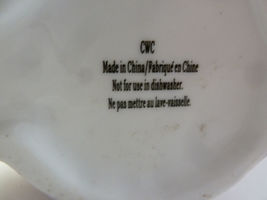 CWC
Made in China/Fabriqué en Chine
Not for use in dishwasher.
Ne pas mettre au lave-vaisselle.